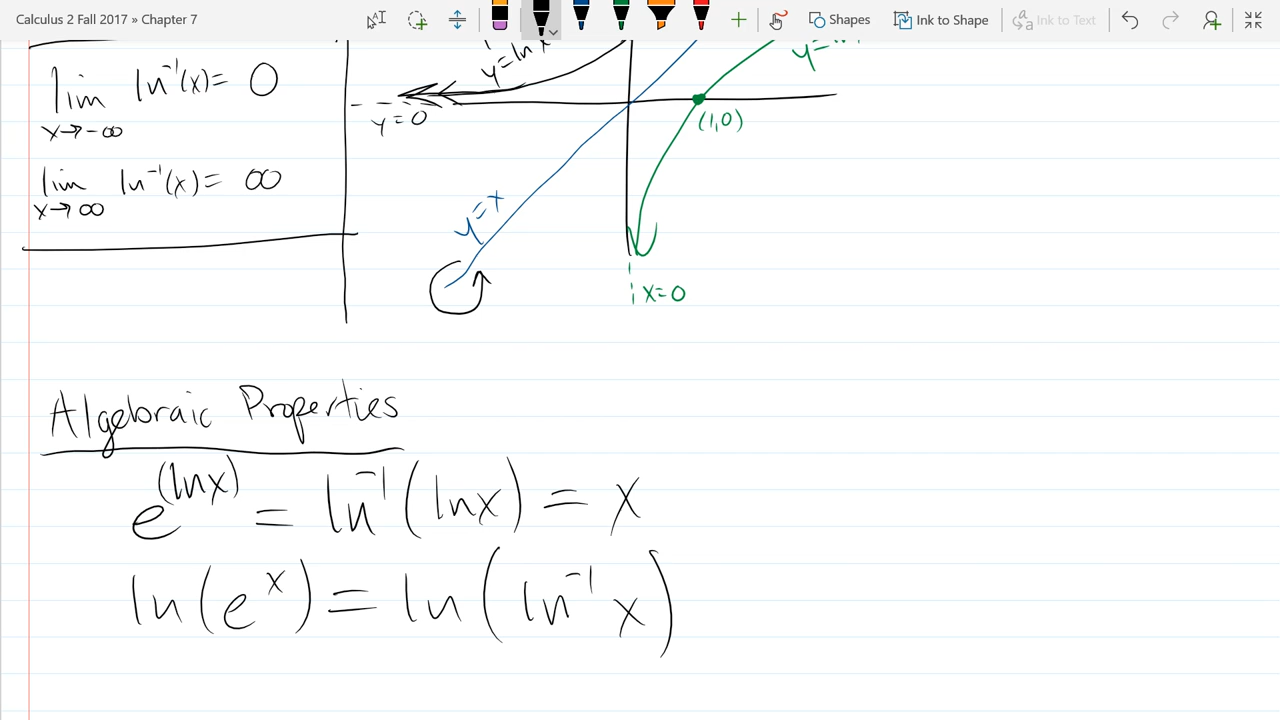 Calculus 2 Fall 2017 » Chapter 7
Shapes
Ink to Shape
Ink to Text
lim ln⁻¹(x) = 0
x→-∞
lim ln⁻¹(x) = ∞
x→∞
y=ln⁻¹x
y=0
y=x
(1,0)
x=0
Algebraic Properties
e^(lnx) = ln⁻¹(lnx) = x
ln(e^x) = ln(ln⁻¹ x)